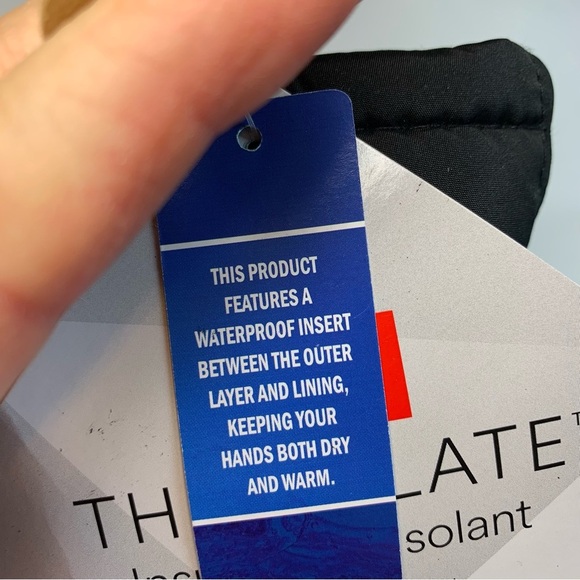 THIS PRODUCT
FEATURES A
WATERPROOF INSERT
BETWEEN THE OUTER
LAYER AND LINING,
KEEPING YOUR
HANDS BOTH DRY
AND WARM.
TH LATE™
solant